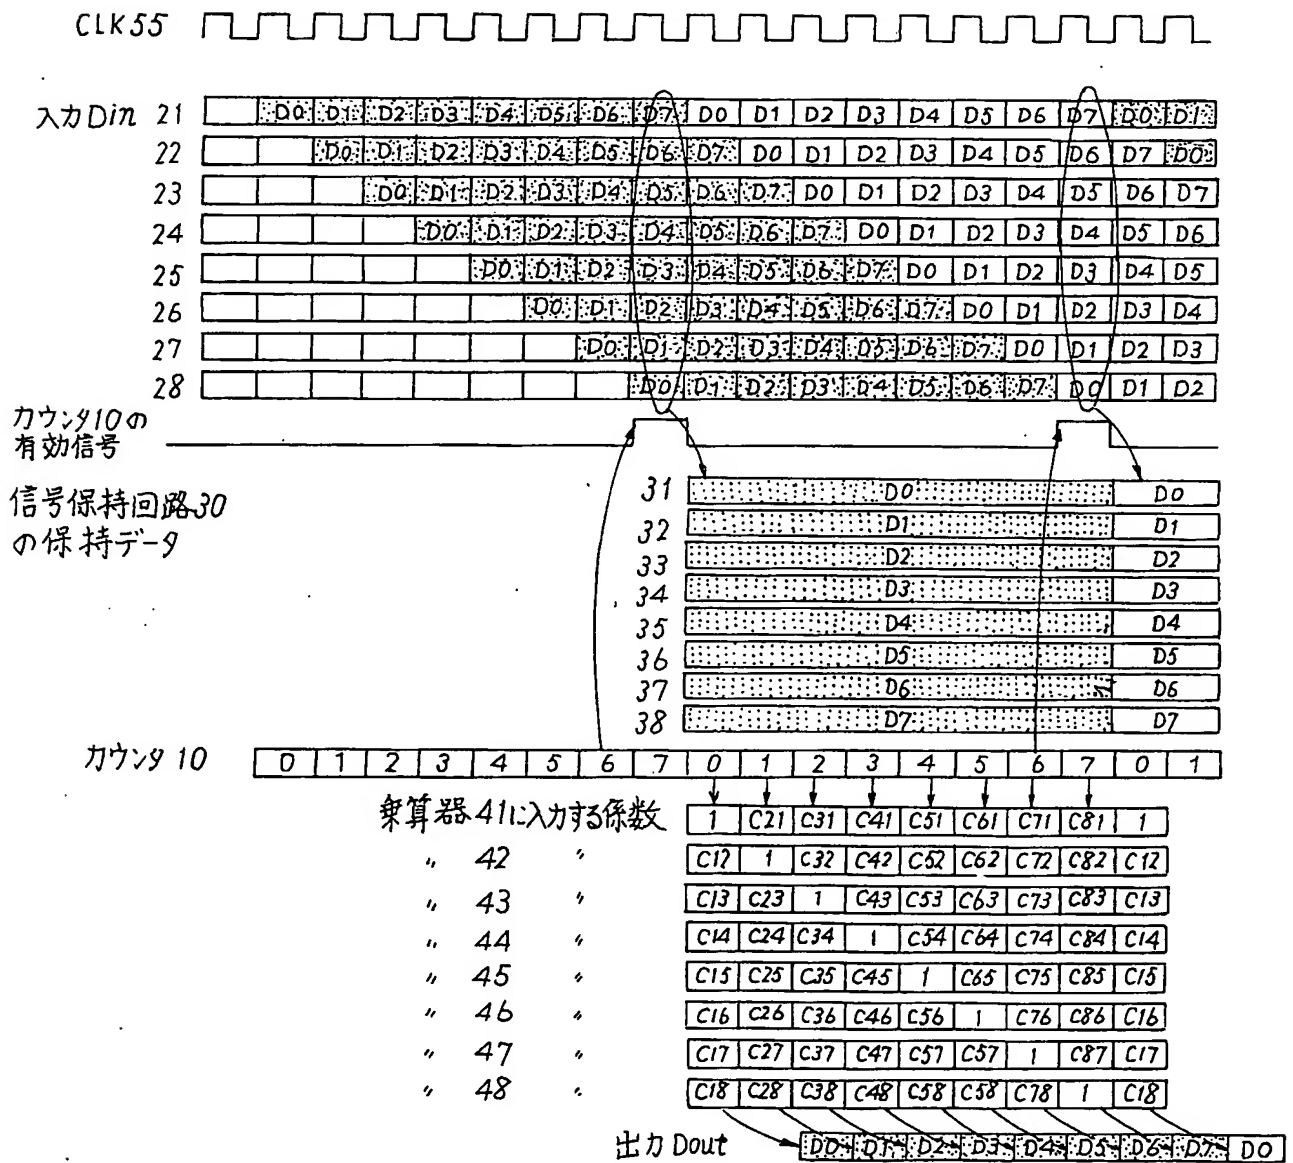 CLK55
入力Din 21 D0 D1 D2 D3 D4 D5 D6 D7 D0 D1 D2 D3 D4 D5 D6 D7 D0 D1
22 D0 D1 D2 D3 D4 D5 D6 D7 D0 D1 D2 D3 D4 D5 D6 D7 D0
23 D0 D1 D2 D3 D4 D5 D6 D7 D0 D1 D2 D3 D4 D5 D6 D7
24 D0 D1 D2 D3 D4 D5 D6 D7 D0 D1 D2 D3 D4 D5 D6
25 D0 D1 D2 D3 D4 D5 D6 D7 D0 D1 D2 D3 D4 D5
26 D0 D1 D2 D3 D4 D5 D6 D7 D0 D1 D2 D3 D4
27 D0 D1 D2 D3 D4 D5 D6 D7 D0 D1 D2 D3
28 D0 D1 D2 D3 D4 D5 D6 D7 D0 D1 D2
カウンタ10の
有効信号
信号保持回路30
の保持データ
31 D0 D0
32 D1 D1
33 D2 D2
34 D3 D3
35 D4 D4
36 D5 D5
37 D6 D6
38 D7 D7
カウンタ 10 0 1 2 3 4 5 6 7 0 1 2 3 4 5 6 7 0 1
乗算器41に入力する係数 1 C21 C31 C41 C51 C61 C71 C81 1
〃 42 〃 C12 1 C32 C42 C52 C62 C72 C82 C12
〃 43 〃 C13 C23 1 C43 C53 C63 C73 C83 C13
〃 44 〃 C14 C24 C34 1 C54 C64 C74 C84 C14
〃 45 〃 C15 C25 C35 C45 1 C65 C75 C85 C15
〃 46 〃 C16 C26 C36 C46 C56 1 C76 C86 C16
〃 47 〃 C17 C27 C37 C47 C57 C57 1 C87 C17
〃 48 〃 C18 C28 C38 C48 C58 C58 C78 1 C18
出力 Dout D0 D1 D2 D3 D4 D5 D6 D7 D0